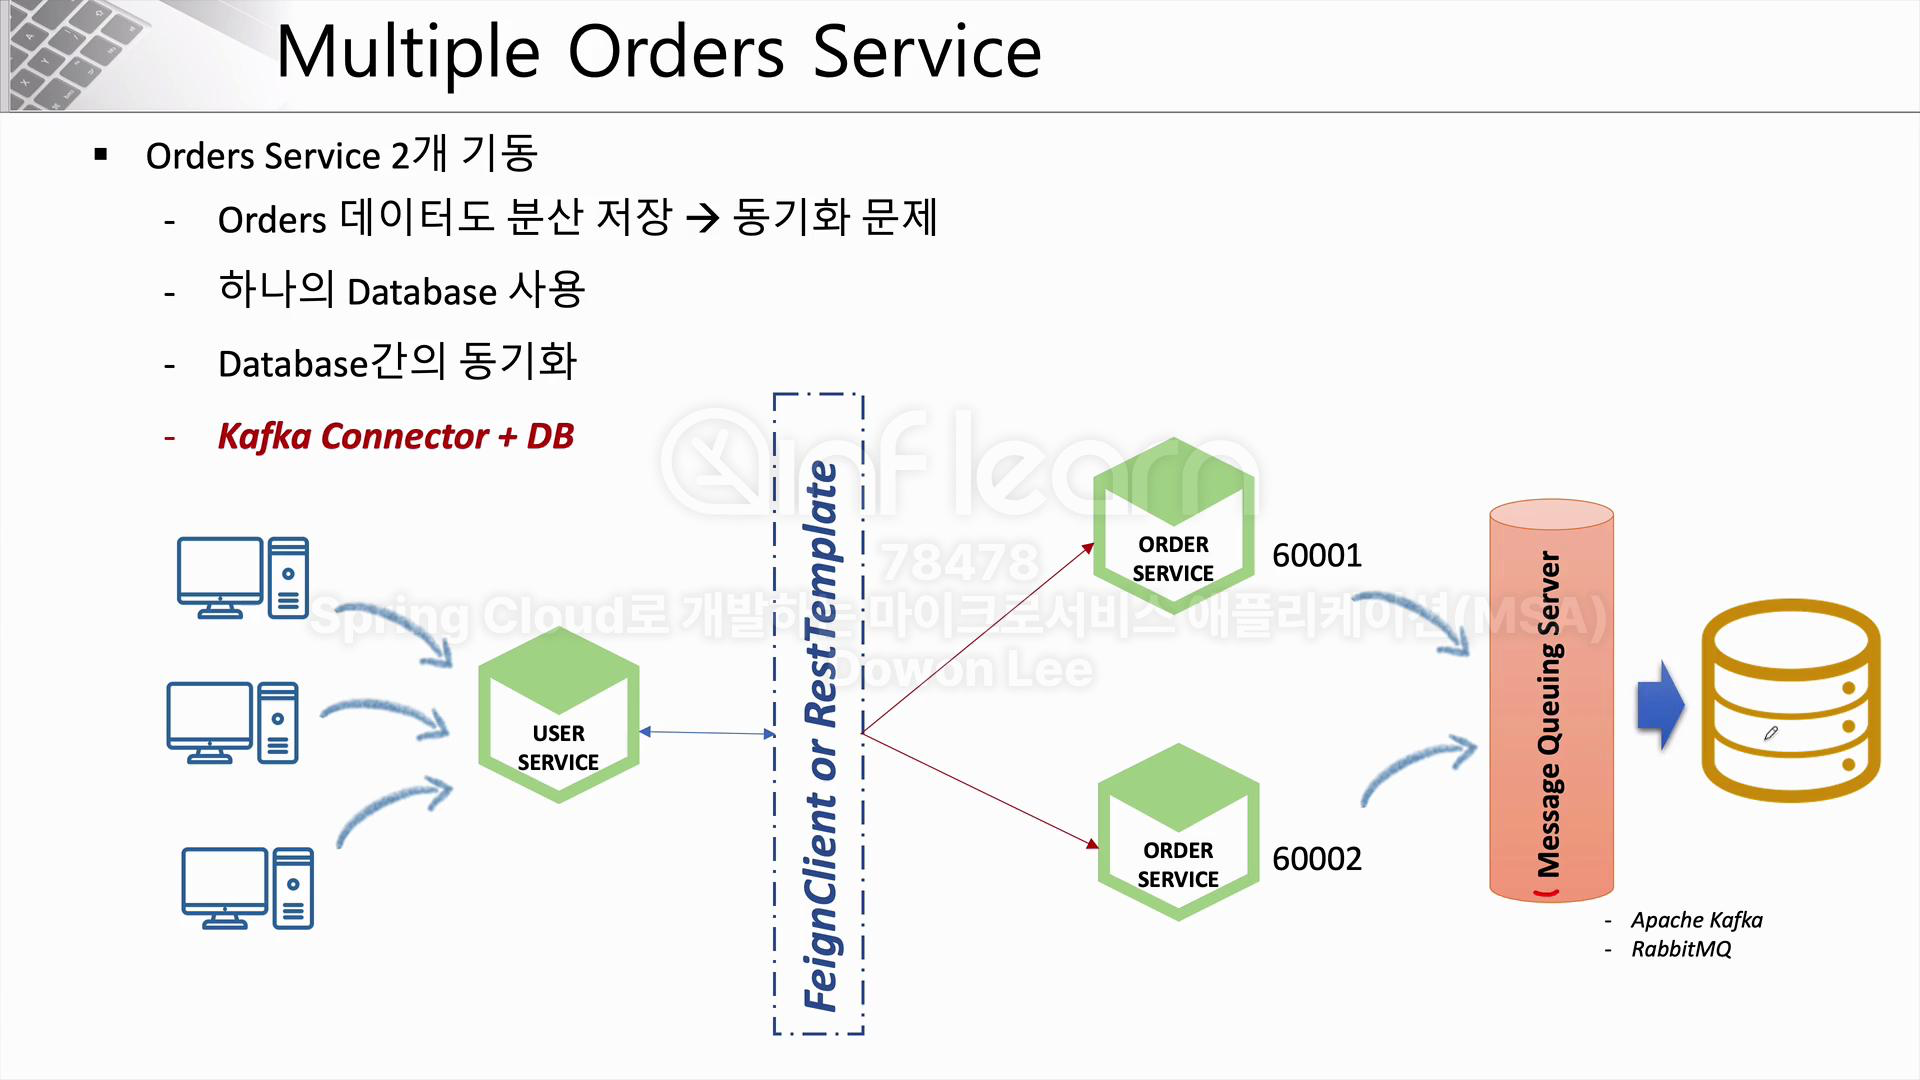 Multiple Orders Service
▪ Orders Service 2개 기동
- Orders 데이터도 분산 저장 → 동기화 문제
- 하나의 Database 사용
- Database간의 동기화
- Kafka Connector + DB
inflearn
78478
Spring Cloud로 개발하는 마이크로서비스 애플리케이션(MSA)
Dowon Lee
USER
SERVICE
FeignClient or RestTemplate
ORDER
SERVICE
60001
ORDER
SERVICE
60002
Message Queuing Server
- Apache Kafka
- RabbitMQ